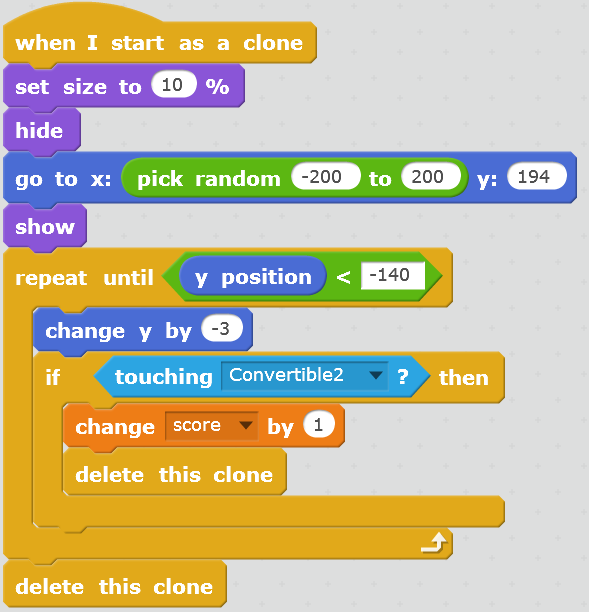 when I start as a clone
set size to 10 %
hide
go to x: pick random -200 to 200 y: 194
show
repeat until y position < -140
change y by -3
if touching Convertible2 ? then
change score by 1
delete this clone
delete this clone